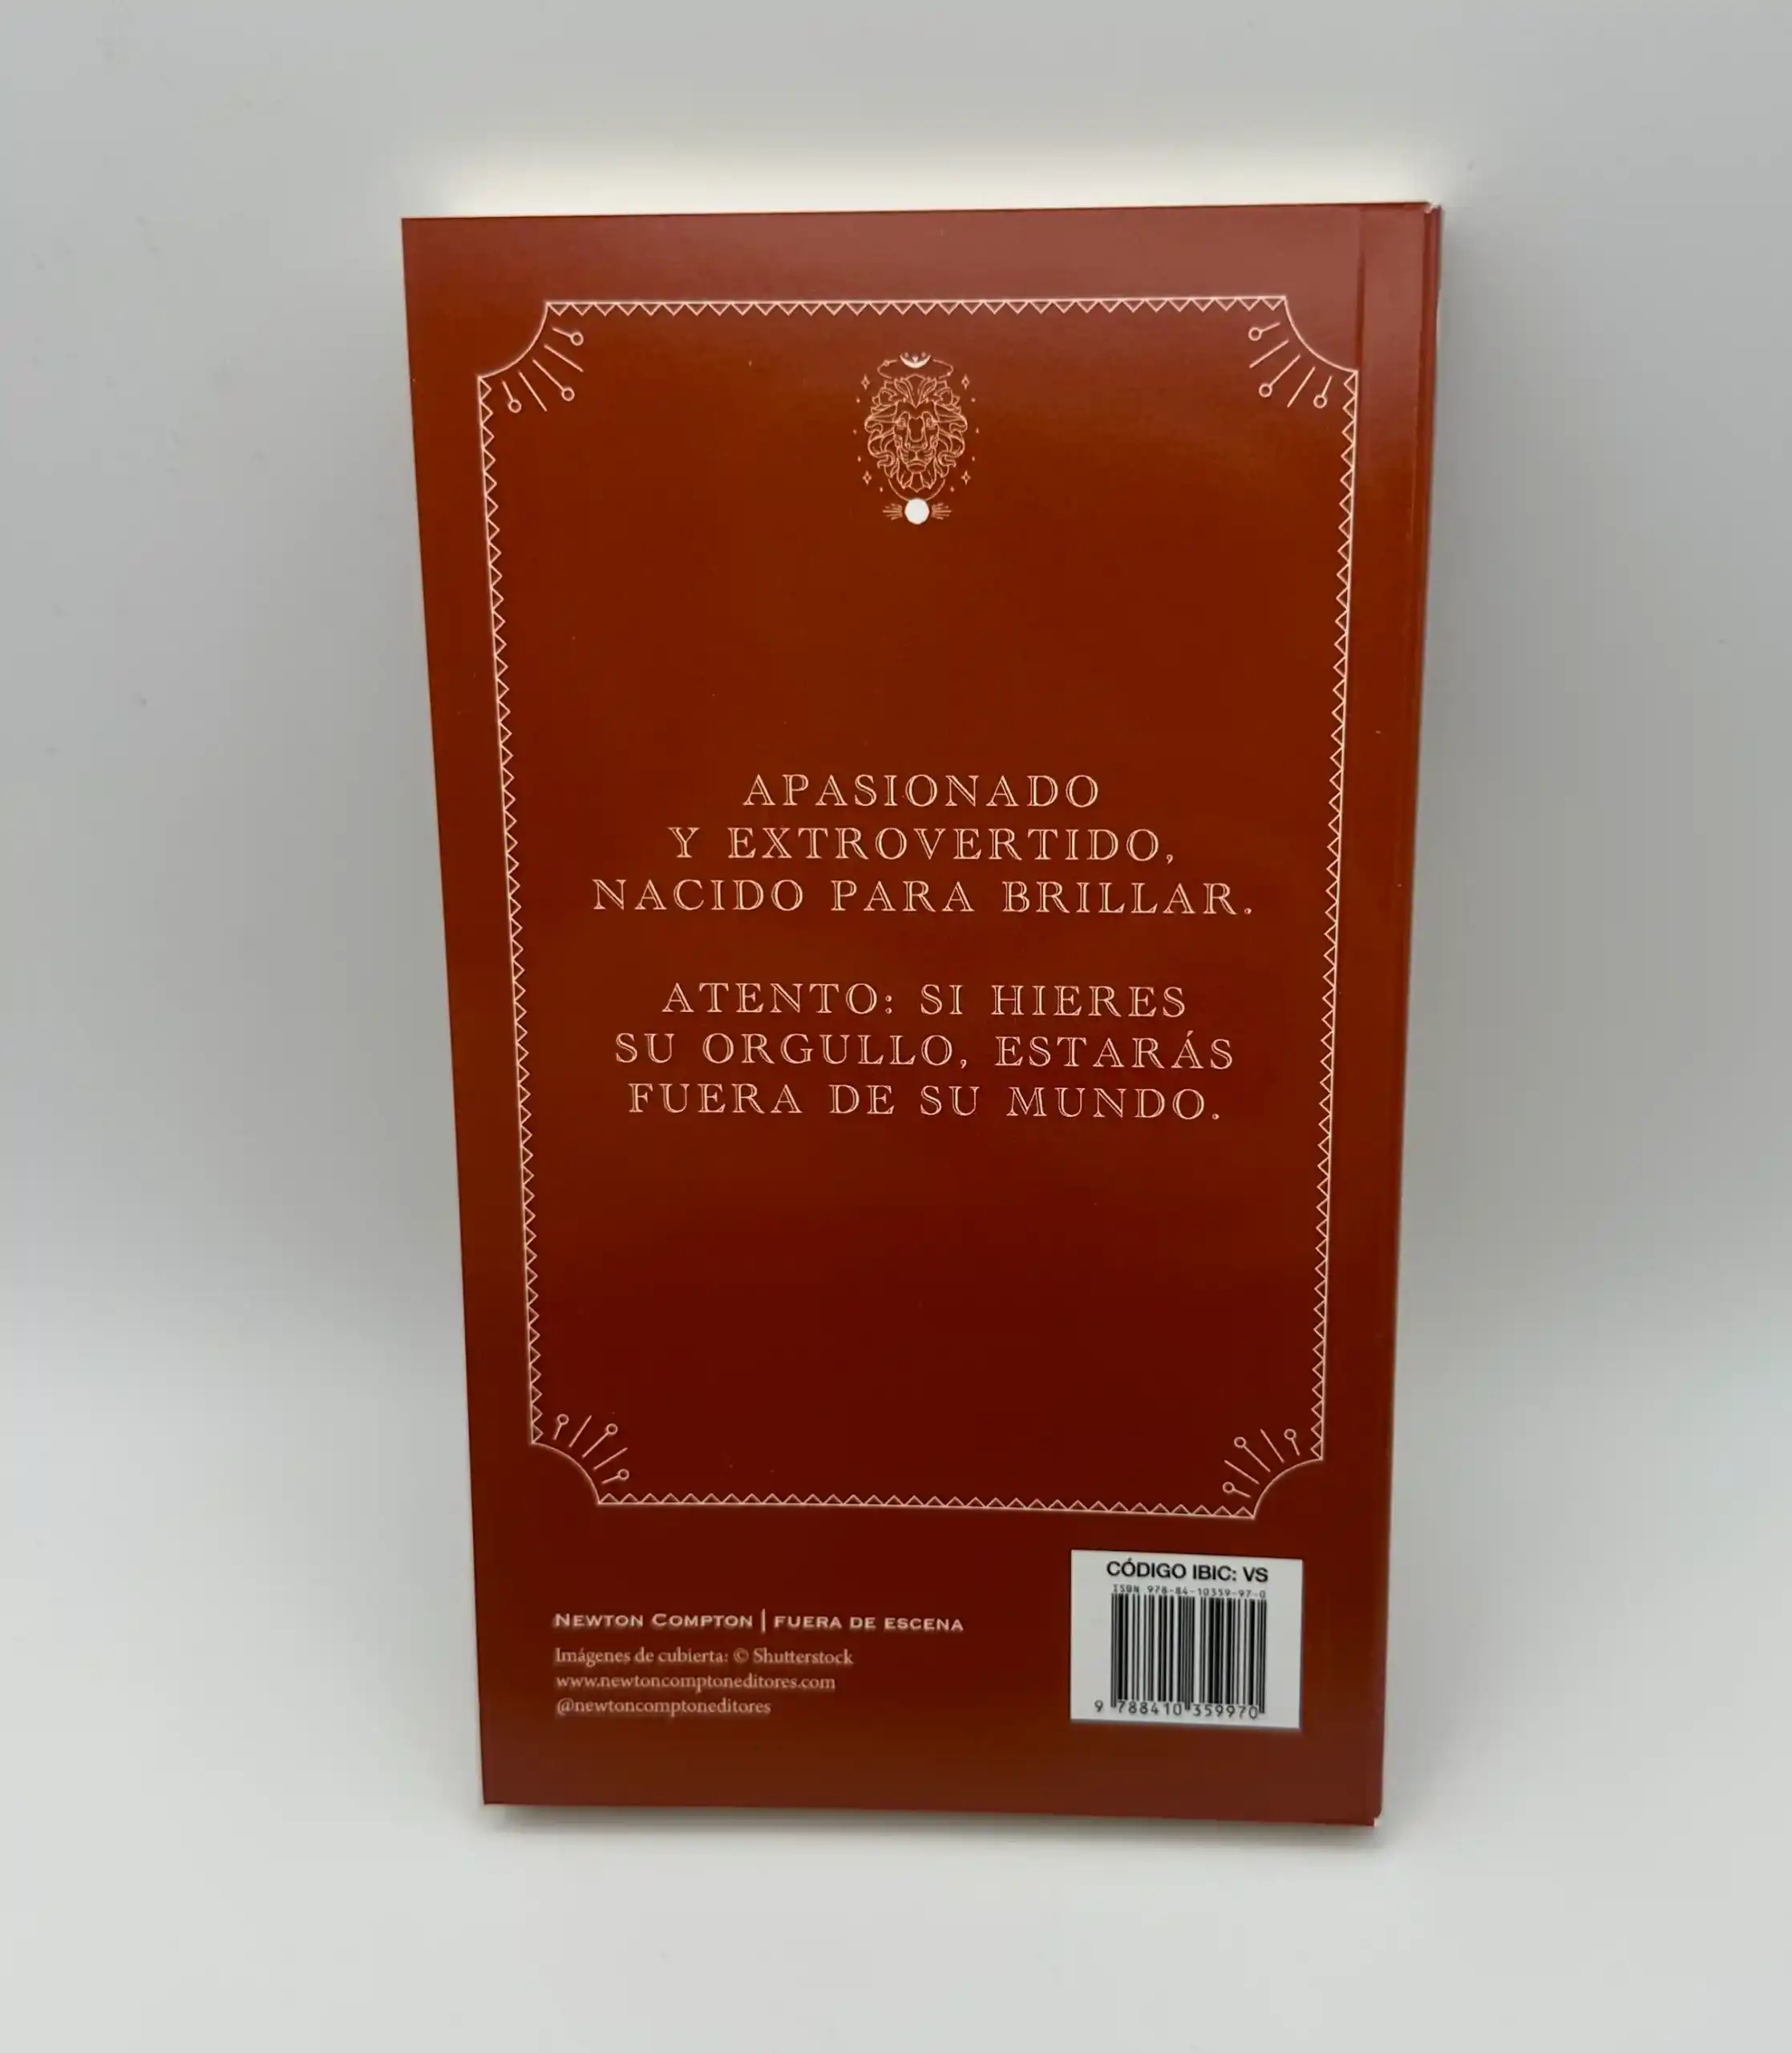 APASIONADO
Y EXTROVERTIDO,
NACIDO PARA BRILLAR.
ATENTO: SI HIERES
SU ORGULLO, ESTARÁS
FUERA DE SU MUNDO.
NEWTON COMPTON | FUERA DE ESCENA
Imágenes de cubierta: © Shutterstock
www.newtoncomptoneditores.com
@newtoncomptoneditores
CÓDIGO IBIC: VS
ISBN 978-84-10359-97-0
9 788410 359970